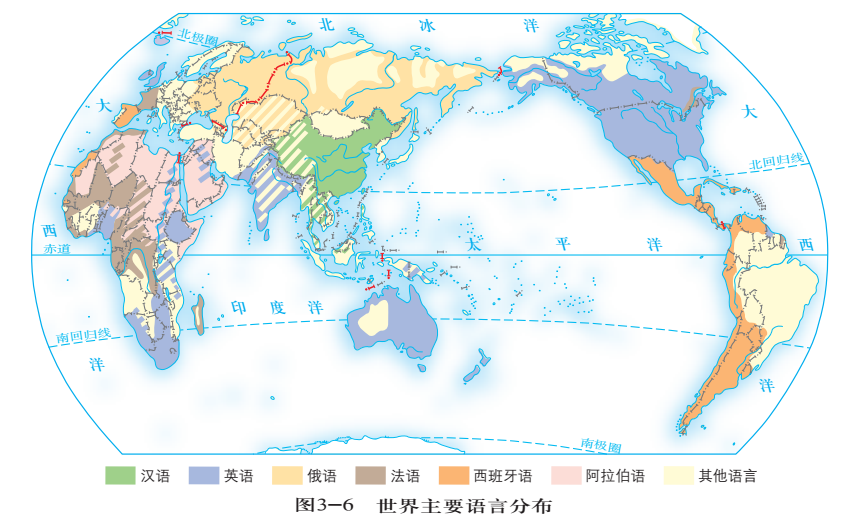 北 冰 洋
北极圈
大
大
北回归线
西
赤道
太 平 洋
西
印 度 洋
南回归线
洋
洋
南极圈
汉语 英语 俄语 法语 西班牙语 阿拉伯语 其他语言
图3-6 世界主要语言分布